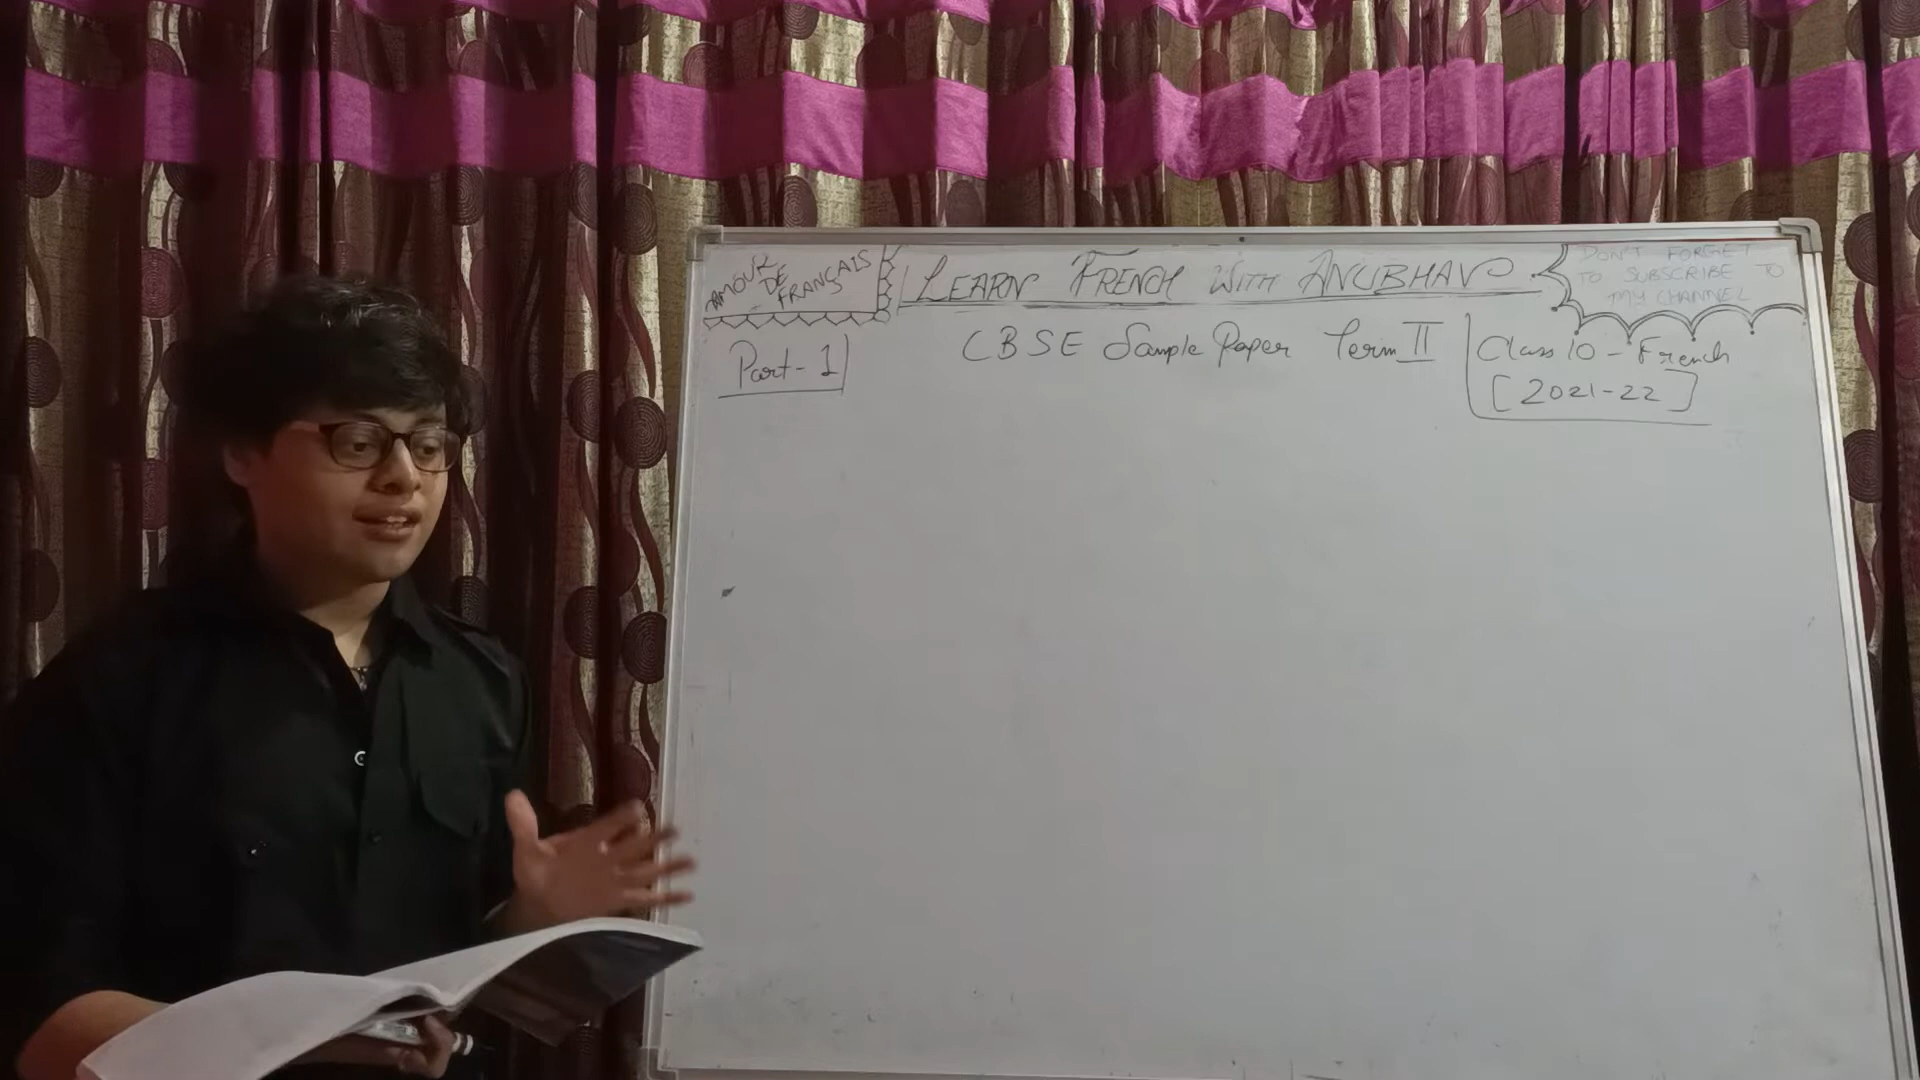 AMOUR
DE
FRANÇAIS
LEARN FRENCH WITH ANUBHAV
DON'T FORGET
TO SUBSCRIBE TO
MY CHANNEL
Part-1
CBSE Sample Paper Term II
Class 10 - French
[2021-22]